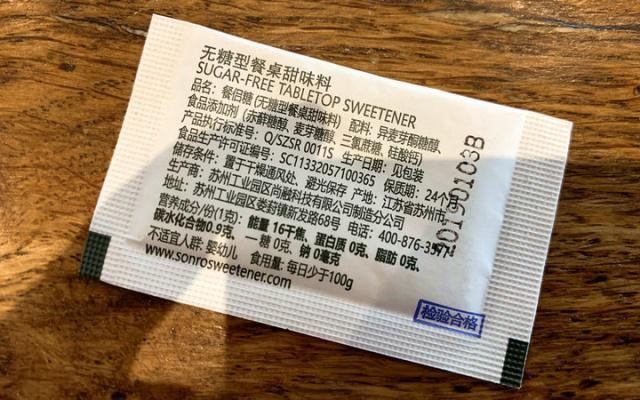 无糖型餐桌甜味料
SUGAR-FREE TABLETOP SWEETENER
品名：餐伯糖 (无糖型餐桌甜味料) 配料：异麦芽酮糖醇、
食品添加剂 (赤藓糖醇、麦芽糖醇、三氯蔗糖、硅酸钙)
产品执行标准号：Q/SZSR 0011S 生产日期：见包装
食品生产许可证编号：SC11332057100365 保质期：24个月
储存条件：置于干燥通风处、避光保存 产地：江苏省苏州市
生产商：苏州工业园区尚融科技有限公司制造分公司
地址：苏州工业园区娄葑镇新发路68号 电话：400-876-3577
营养成分/份(1克)：能量 16千焦、蛋白质 0克、脂肪 0克、
碳水化合物0.9克、一糖 0克、钠 0毫克
不适宜人群：婴幼儿 食用量：每日少于100g
www.sonrosweetener.com
20190103B
检验合格